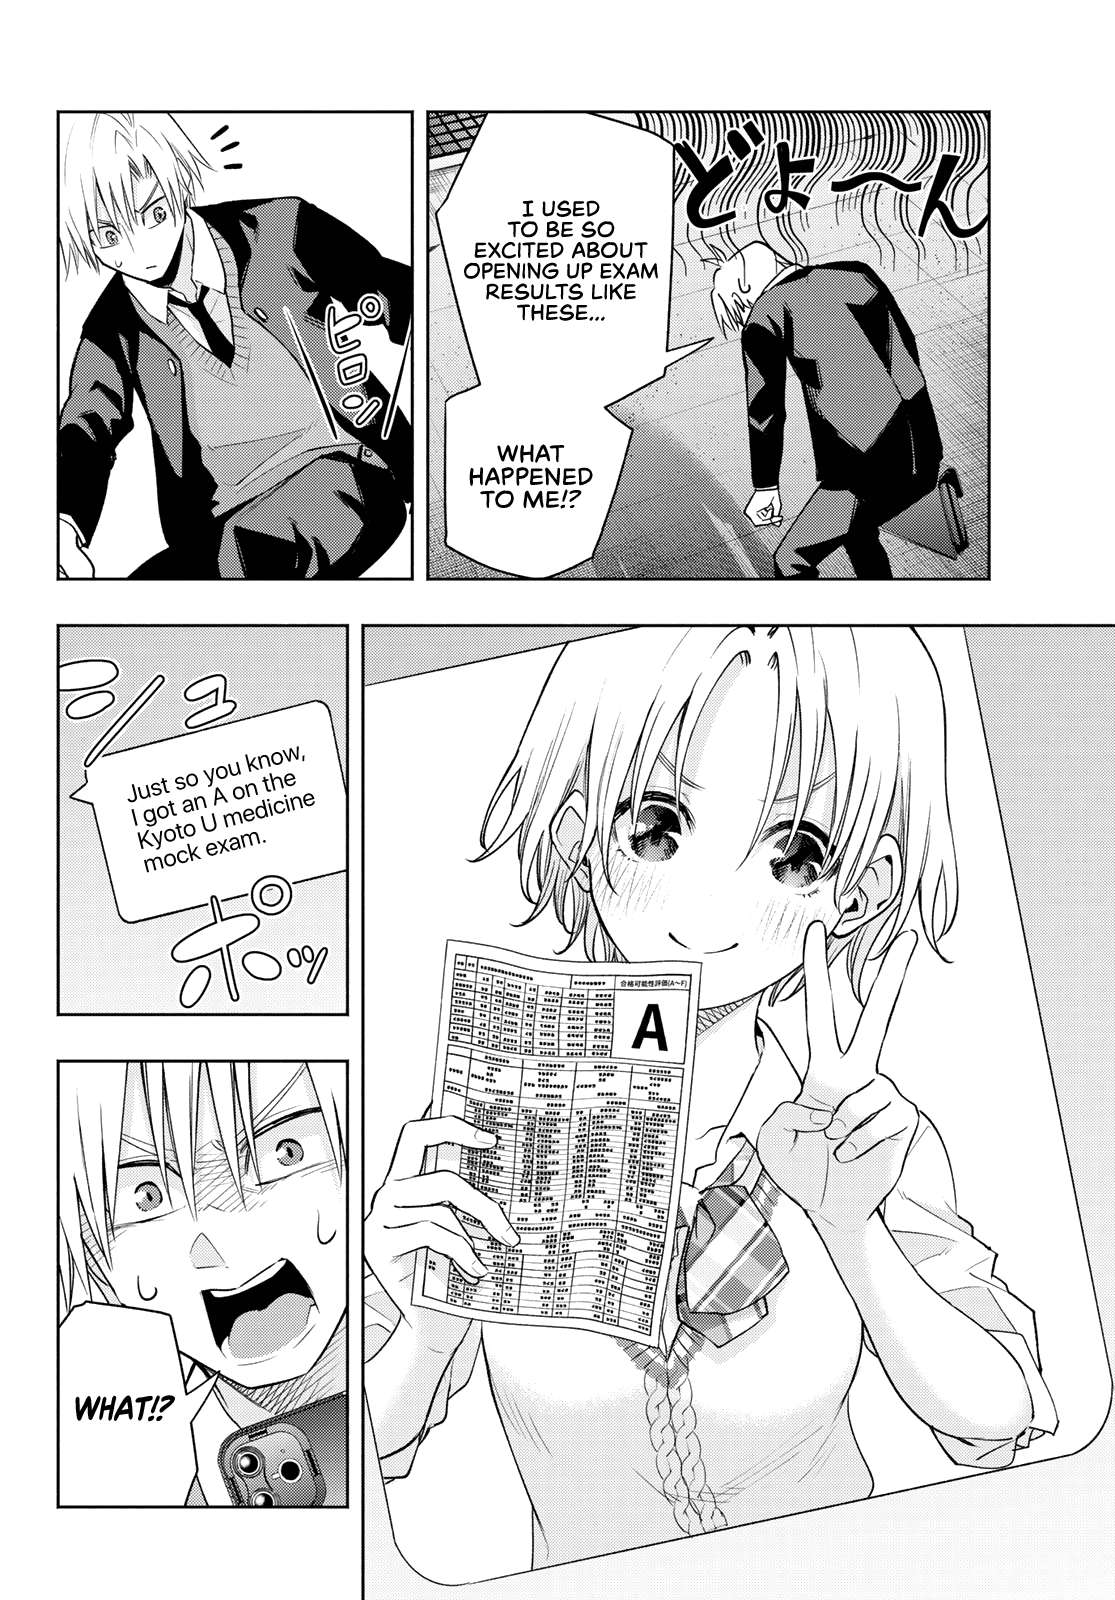 I USED
TO BE SO
EXCITED ABOUT
OPENING UP EXAM
RESULTS LIKE
THESE...
WHAT
HAPPENED
TO ME!?
どよ〜ん
ピロン
合格可能性評価(A〜F)
A
シュ
Just so you know,
I got an A on the
Kyoto U medicine
mock exam.
ポッ
WHAT!?